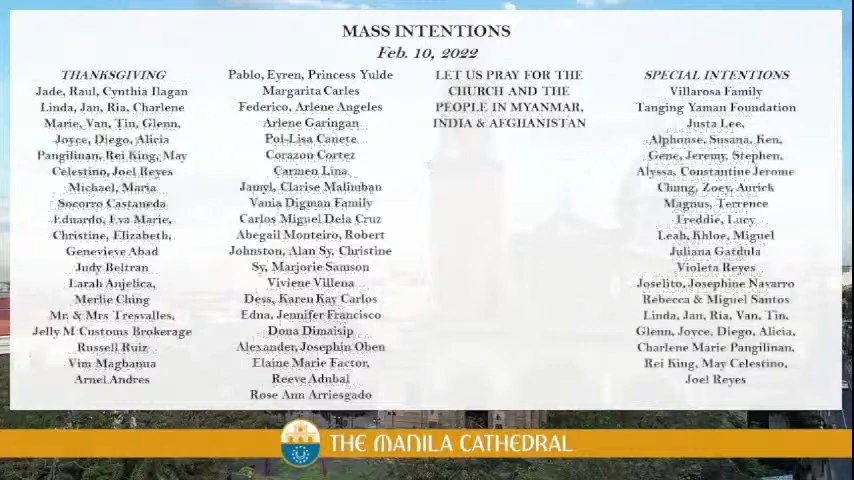 MASS INTENTIONS
Feb. 10, 2022
THANKSGIVING
Jade, Raul, Cynthia Ilagan
Linda, Jan, Ria, Charlene
Marie, Van, Tin, Glenn,
Joyce, Diego, Alicia
Pangilinan, Rei King, May
Celestino, Joel Reyes
Michael, Maria
Socorro Castaneda
Eduardo, Eva Marie,
Christine, Elizabeth,
Genevieve Abad
Judy Beltran
Larah Anjelica,
Merlie Ching
Mr. & Mrs Tresvalles,
Jelly M Customs Brokerage
Russell Ruiz
Vim Magbanua
Arnel Andres
Pablo, Eyren, Princess Yulde
Margarita Carles
Federico, Arlene Angeles
Arlene Garingan
Pol-Lisa Canete
Corazon Cortez
Carmen Lina
Jamyl, Clarise Malimban
Vania Digman Family
Carlos Miguel Dela Cruz
Abegail Monteiro, Robert
Johnston, Alan Sy, Christine
Sy, Marjorie Samson
Viviene Villena
Dess, Karen Kay Carlos
Edna, Jennifer Francisco
Dona Dimaisip
Alexander, Josephin Oben
Elaine Marie Factor,
Reeve Adnbal
Rose Ann Arriesgado
LET US PRAY FOR THE
CHURCH AND THE
PEOPLE IN MYANMAR,
INDIA & AFGHANISTAN
SPECIAL INTENTIONS
Villarosa Family
Tanging Yaman Foundation
Justa Lee,
Alphonse, Susana, Ken,
Gene, Jeremy, Stephen,
Alyssa, Constantine Jerome
Chung, Zoey, Aurick
Magnus, Terrence
Freddie, Lucy
Leah, Khloe, Miguel
Juliana Gatdula
Violeta Reyes
Joselito, Josephine Navarro
Rebecca & Miguel Santos
Linda, Jan, Ria, Van, Tin,
Glenn, Joyce, Diego, Alicia,
Charlene Marie Pangilinan,
Rei King, May Celestino,
Joel Reyes
THE MANILA CATHEDRAL